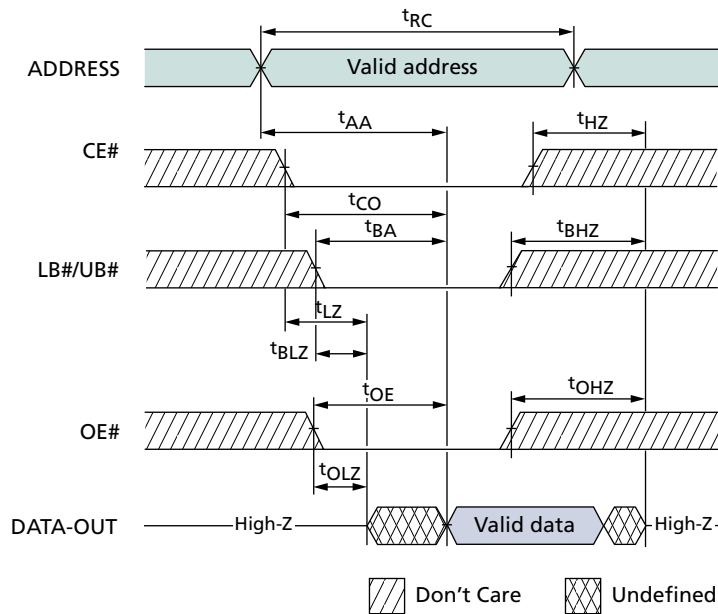 tRC
ADDRESS
Valid address
tAA
tHZ
CE#
tCO
tBA
tBHZ
LB#/UB#
tLZ
tBLZ
tOE
tOHZ
OE#
tOLZ
DATA-OUT
High-Z
Valid data
High-Z
Don't Care
Undefined